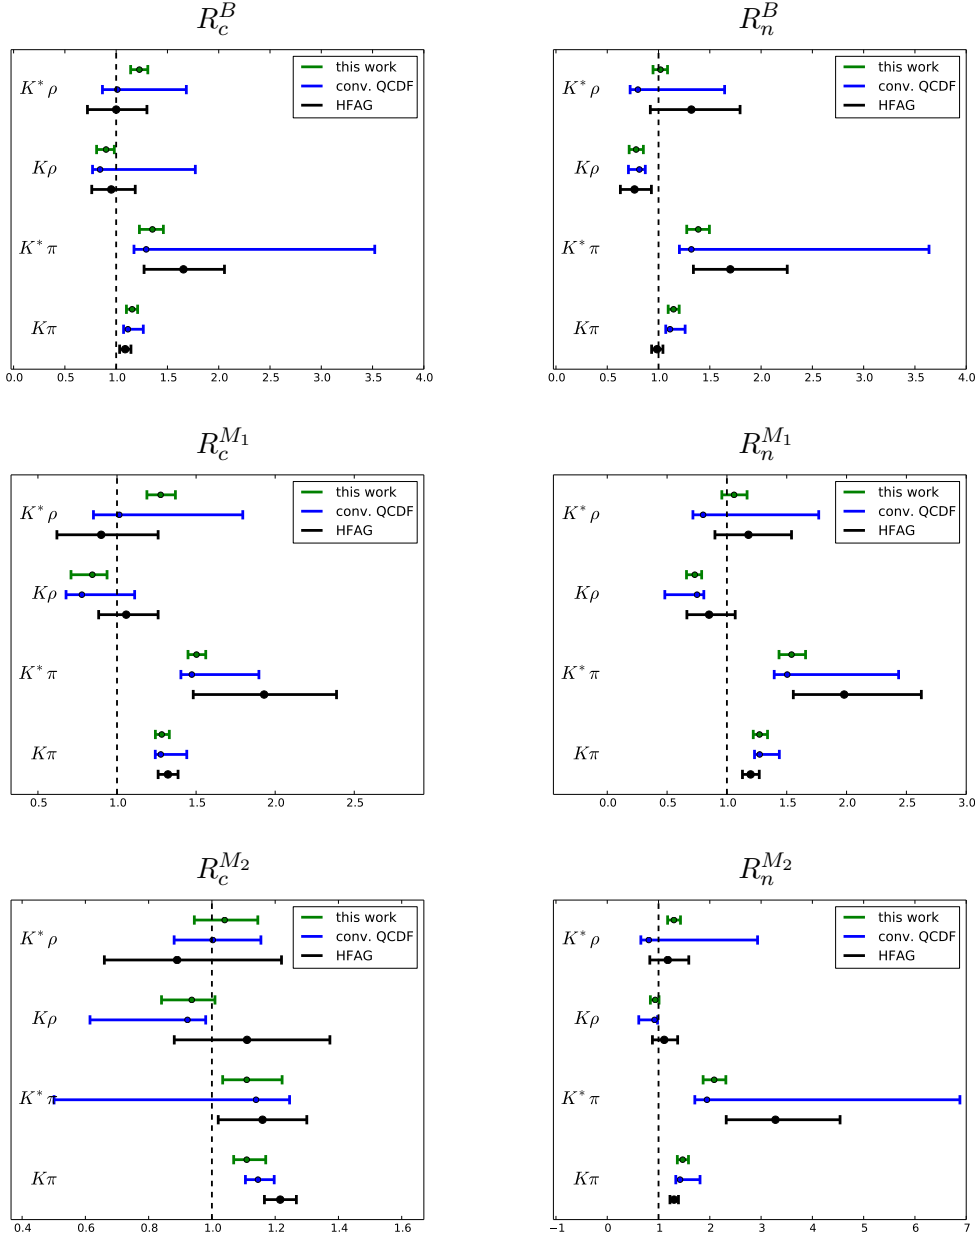 R_c^B
K* ρ
Kρ
K* π
Kπ
this work
conv. QCDF
HFAG
0.0 0.5 1.0 1.5 2.0 2.5 3.0 3.5 4.0
R_n^B
K* ρ
Kρ
K* π
Kπ
this work
conv. QCDF
HFAG
0.0 0.5 1.0 1.5 2.0 2.5 3.0 3.5 4.0
R_c^{M_1}
K* ρ
Kρ
K* π
Kπ
this work
conv. QCDF
HFAG
0.5 1.0 1.5 2.0 2.5
R_n^{M_1}
K* ρ
Kρ
K* π
Kπ
this work
conv. QCDF
HFAG
0.0 0.5 1.0 1.5 2.0 2.5 3.0
R_c^{M_2}
K* ρ
Kρ
K* π
Kπ
this work
conv. QCDF
HFAG
0.4 0.6 0.8 1.0 1.2 1.4 1.6
R_n^{M_2}
K* ρ
Kρ
K* π
Kπ
this work
conv. QCDF
HFAG
−1 0 1 2 3 4 5 6 7